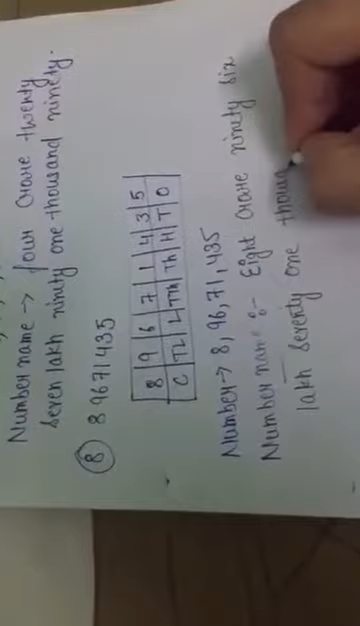 Number name → four crore twenty
seven lakh ninety one thousand ninety.
8 89671435
8 9 6 7 1 4 3 5
C TL L TTh Th H T O
Number → 8,96,71,435
Number name :- Eight crore ninety six
lakh seventy one thous